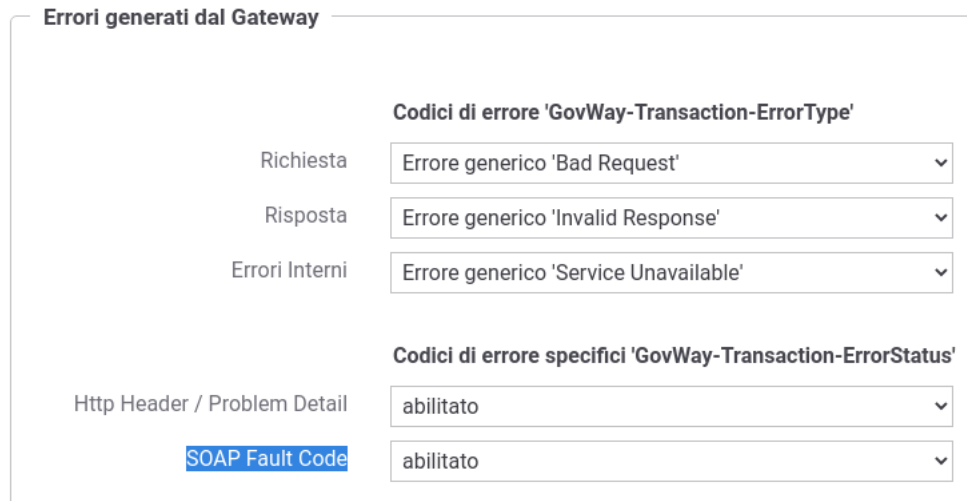 Errori generati dal Gateway
Codici di errore 'GovWay-Transaction-ErrorType'
Richiesta Errore generico 'Bad Request'
Risposta Errore generico 'Invalid Response'
Errori Interni Errore generico 'Service Unavailable'
Codici di errore specifici 'GovWay-Transaction-ErrorStatus'
Http Header / Problem Detail abilitato
SOAP Fault Code abilitato